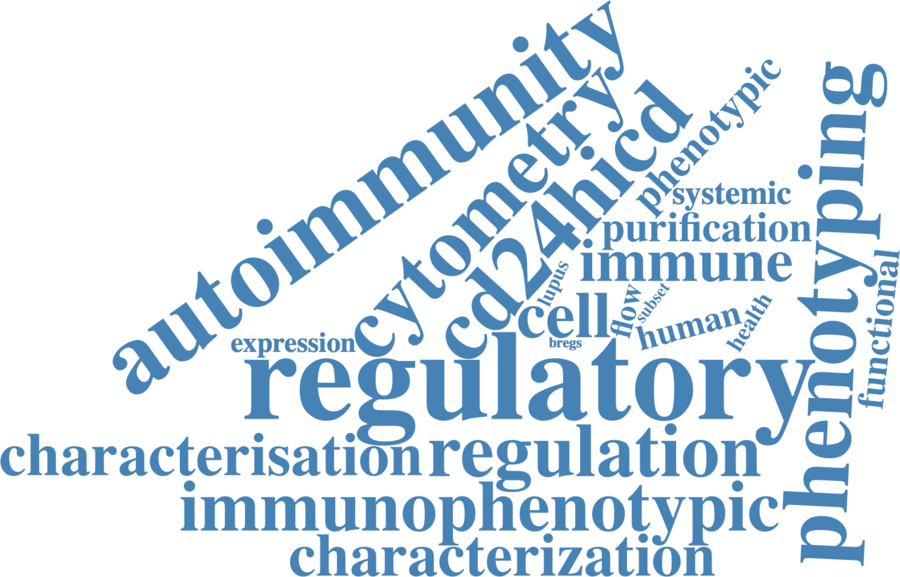 autoimmunity
cytometry
cd24hicd
phenotypic
phenotyping
systemic
purification
immune
functional
lupus
cell
flow
subset
human
health
bregs
expression
regulatory
characterisation
regulation
immunophenotypic
characterization